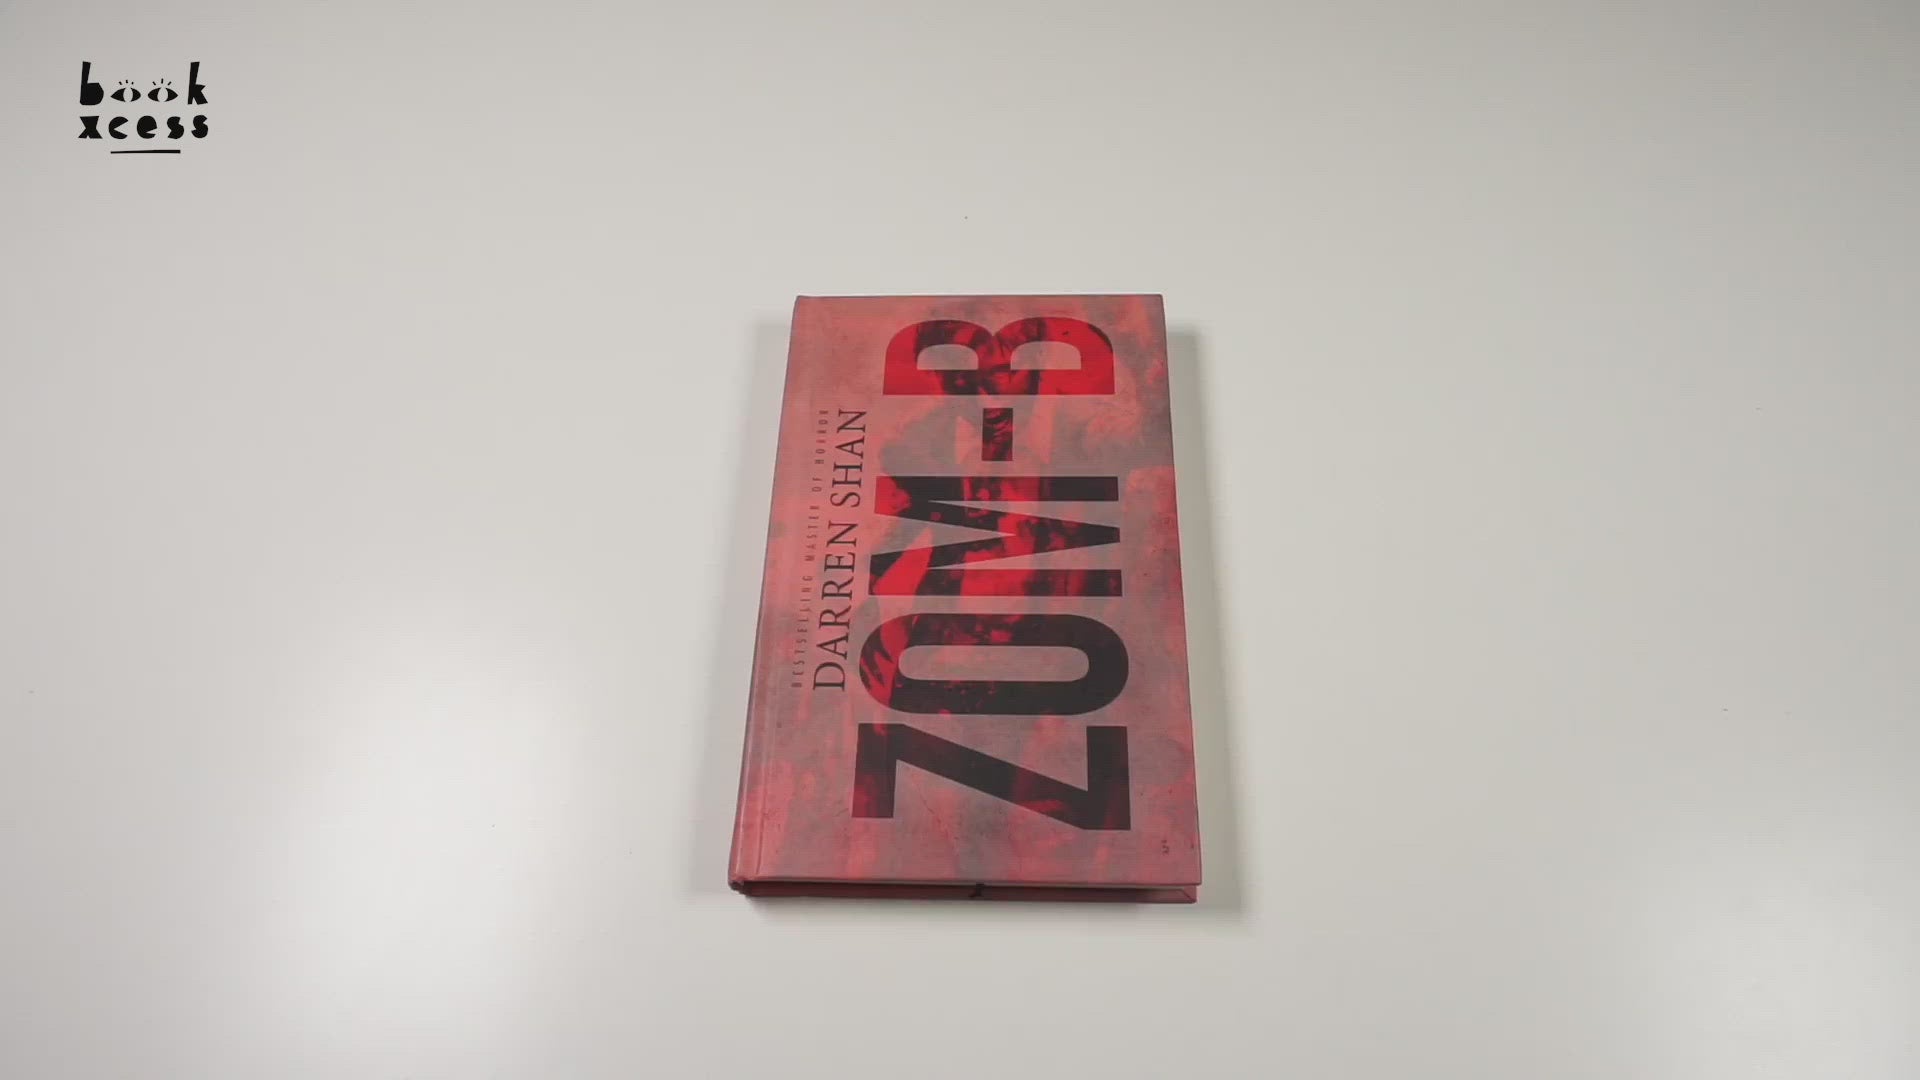 book
xcess
BESTSELLING MASTER OF HORROR
DARREN SHAN
ZOM-B